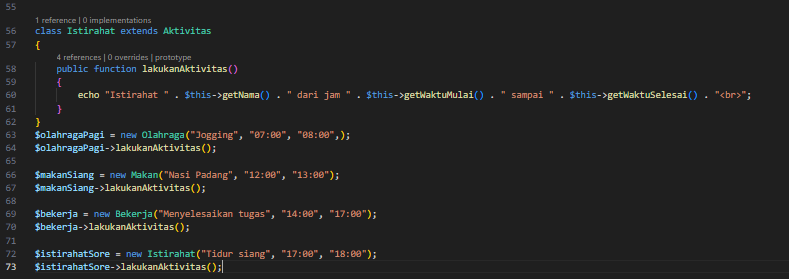 55
1 reference | 0 implementations
56 class Istirahat extends Aktivitas
57 {
4 references | 0 overrides | prototype
58 public function lakukanAktivitas()
59 {
60 echo "Istirahat " . $this->getNama() . " dari jam " . $this->getWaktuMulai() . " sampai " . $this->getWaktuSelesai() . "<br>";
61 }
62 }
63 $olahragaPagi = new Olahraga("Jogging", "07:00", "08:00",);
64 $olahragaPagi->lakukanAktivitas();
65
66 $makanSiang = new Makan("Nasi Padang", "12:00", "13:00");
67 $makanSiang->lakukanAktivitas();
68
69 $bekerja = new Bekerja("Menyelesaikan tugas", "14:00", "17:00");
70 $bekerja->lakukanAktivitas();
71
72 $istirahatSore = new Istirahat("Tidur siang", "17:00", "18:00");
73 $istirahatSore->lakukanAktivitas();